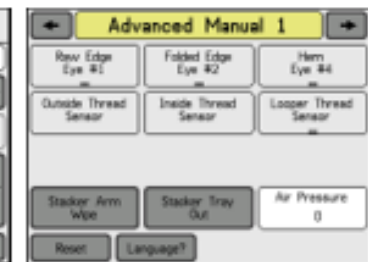 Advanced Manual 1
Raw Edge
Eye #1
Folded Edge
Eye #2
Hem
Eye #4
Outside Thread
Sensor
Inside Thread
Sensor
Looper Thread
Sensor
Stacker Arm
Wipe
Stacker Tray
Out
Air Pressure
0
Reset
Language?